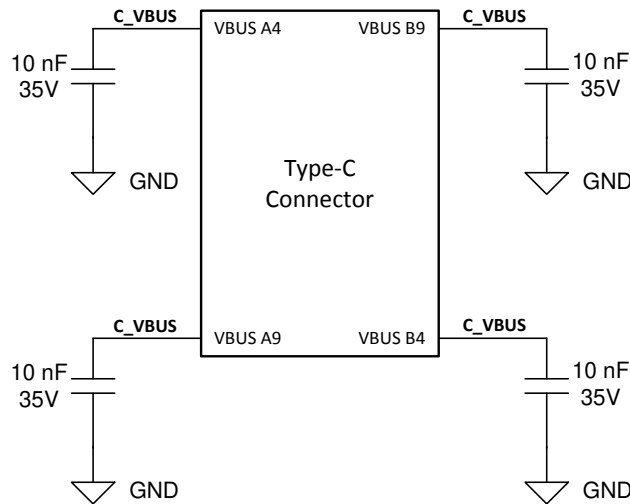 C_VBUS
C_VBUS
VBUS A4
VBUS B9
10 nF
35V
10 nF
35V
GND
GND
Type-C
Connector
C_VBUS
C_VBUS
VBUS A9
VBUS B4
10 nF
35V
10 nF
35V
GND
GND